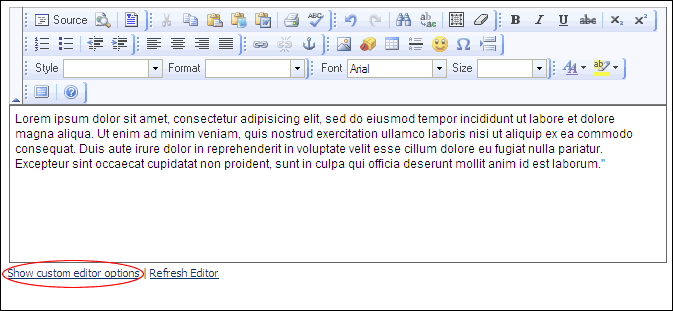 Source
ABC
B I U abc x₂ x²
Style Format Font Arial Size
Lorem ipsum dolor sit amet, consectetur adipisicing elit, sed do eiusmod tempor incididunt ut labore et dolore
magna aliqua. Ut enim ad minim veniam, quis nostrud exercitation ullamco laboris nisi ut aliquip ex ea commodo
consequat. Duis aute irure dolor in reprehenderit in voluptate velit esse cillum dolore eu fugiat nulla pariatur.
Excepteur sint occaecat cupidatat non proident, sunt in culpa qui officia deserunt mollit anim id est laborum."
Show custom editor options | Refresh Editor